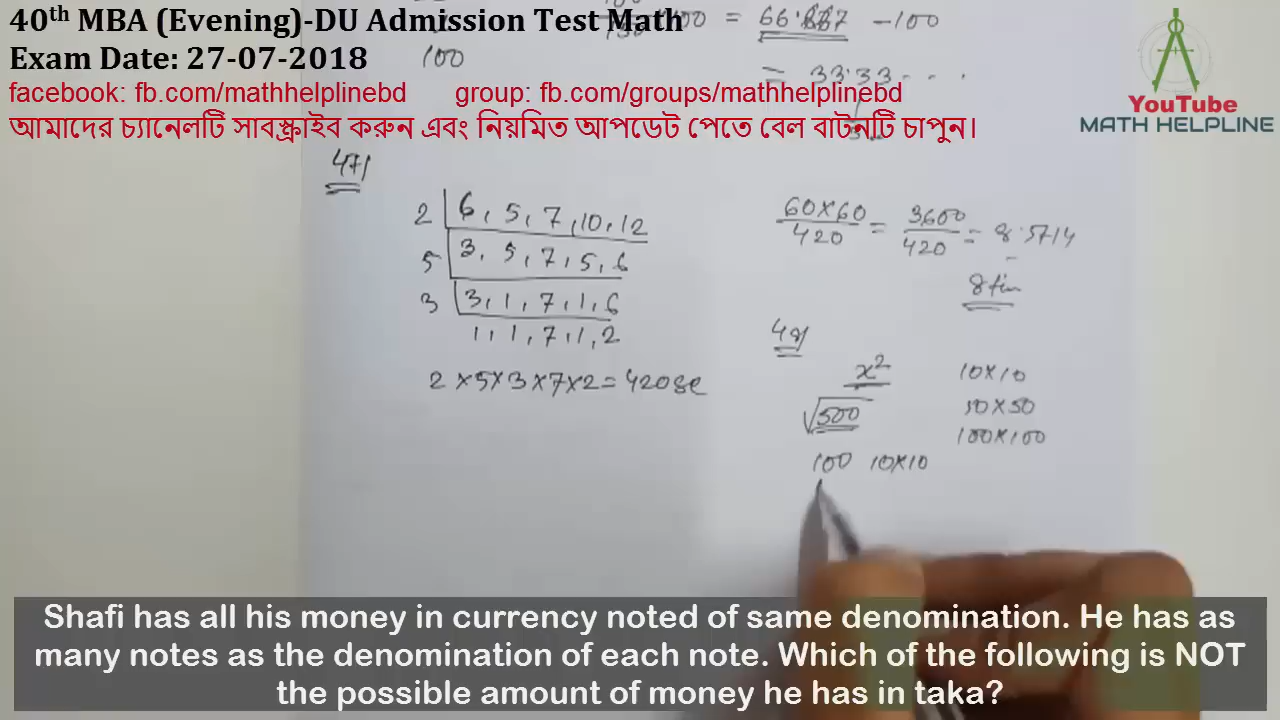 40th MBA (Evening)-DU Admission Test Math
Exam Date: 27-07-2018
facebook: fb.com/mathhelplinebd group: fb.com/groups/mathhelplinebd
আমাদের চ্যানেলটি সাবস্ক্রাইব করুন এবং নিয়মিত আপডেট পেতে বেল বাটনটি চাপুন।
YouTube
MATH HELPLINE
100
= 33.33...
47)
2 6, 5, 7, 10, 12
5 3, 5, 7, 5, 6
3 3, 1, 7, 1, 6
1, 1, 7, 1, 2
2 × 5 × 3 × 7 × 2 = 420 sec
60×60/420 = 3600/420 = 8.5714
x²
√500
10×10
50×50
100×100
100 10×10
Shafi has all his money in currency noted of same denomination. He has as
many notes as the denomination of each note. Which of the following is NOT
the possible amount of money he has in taka?